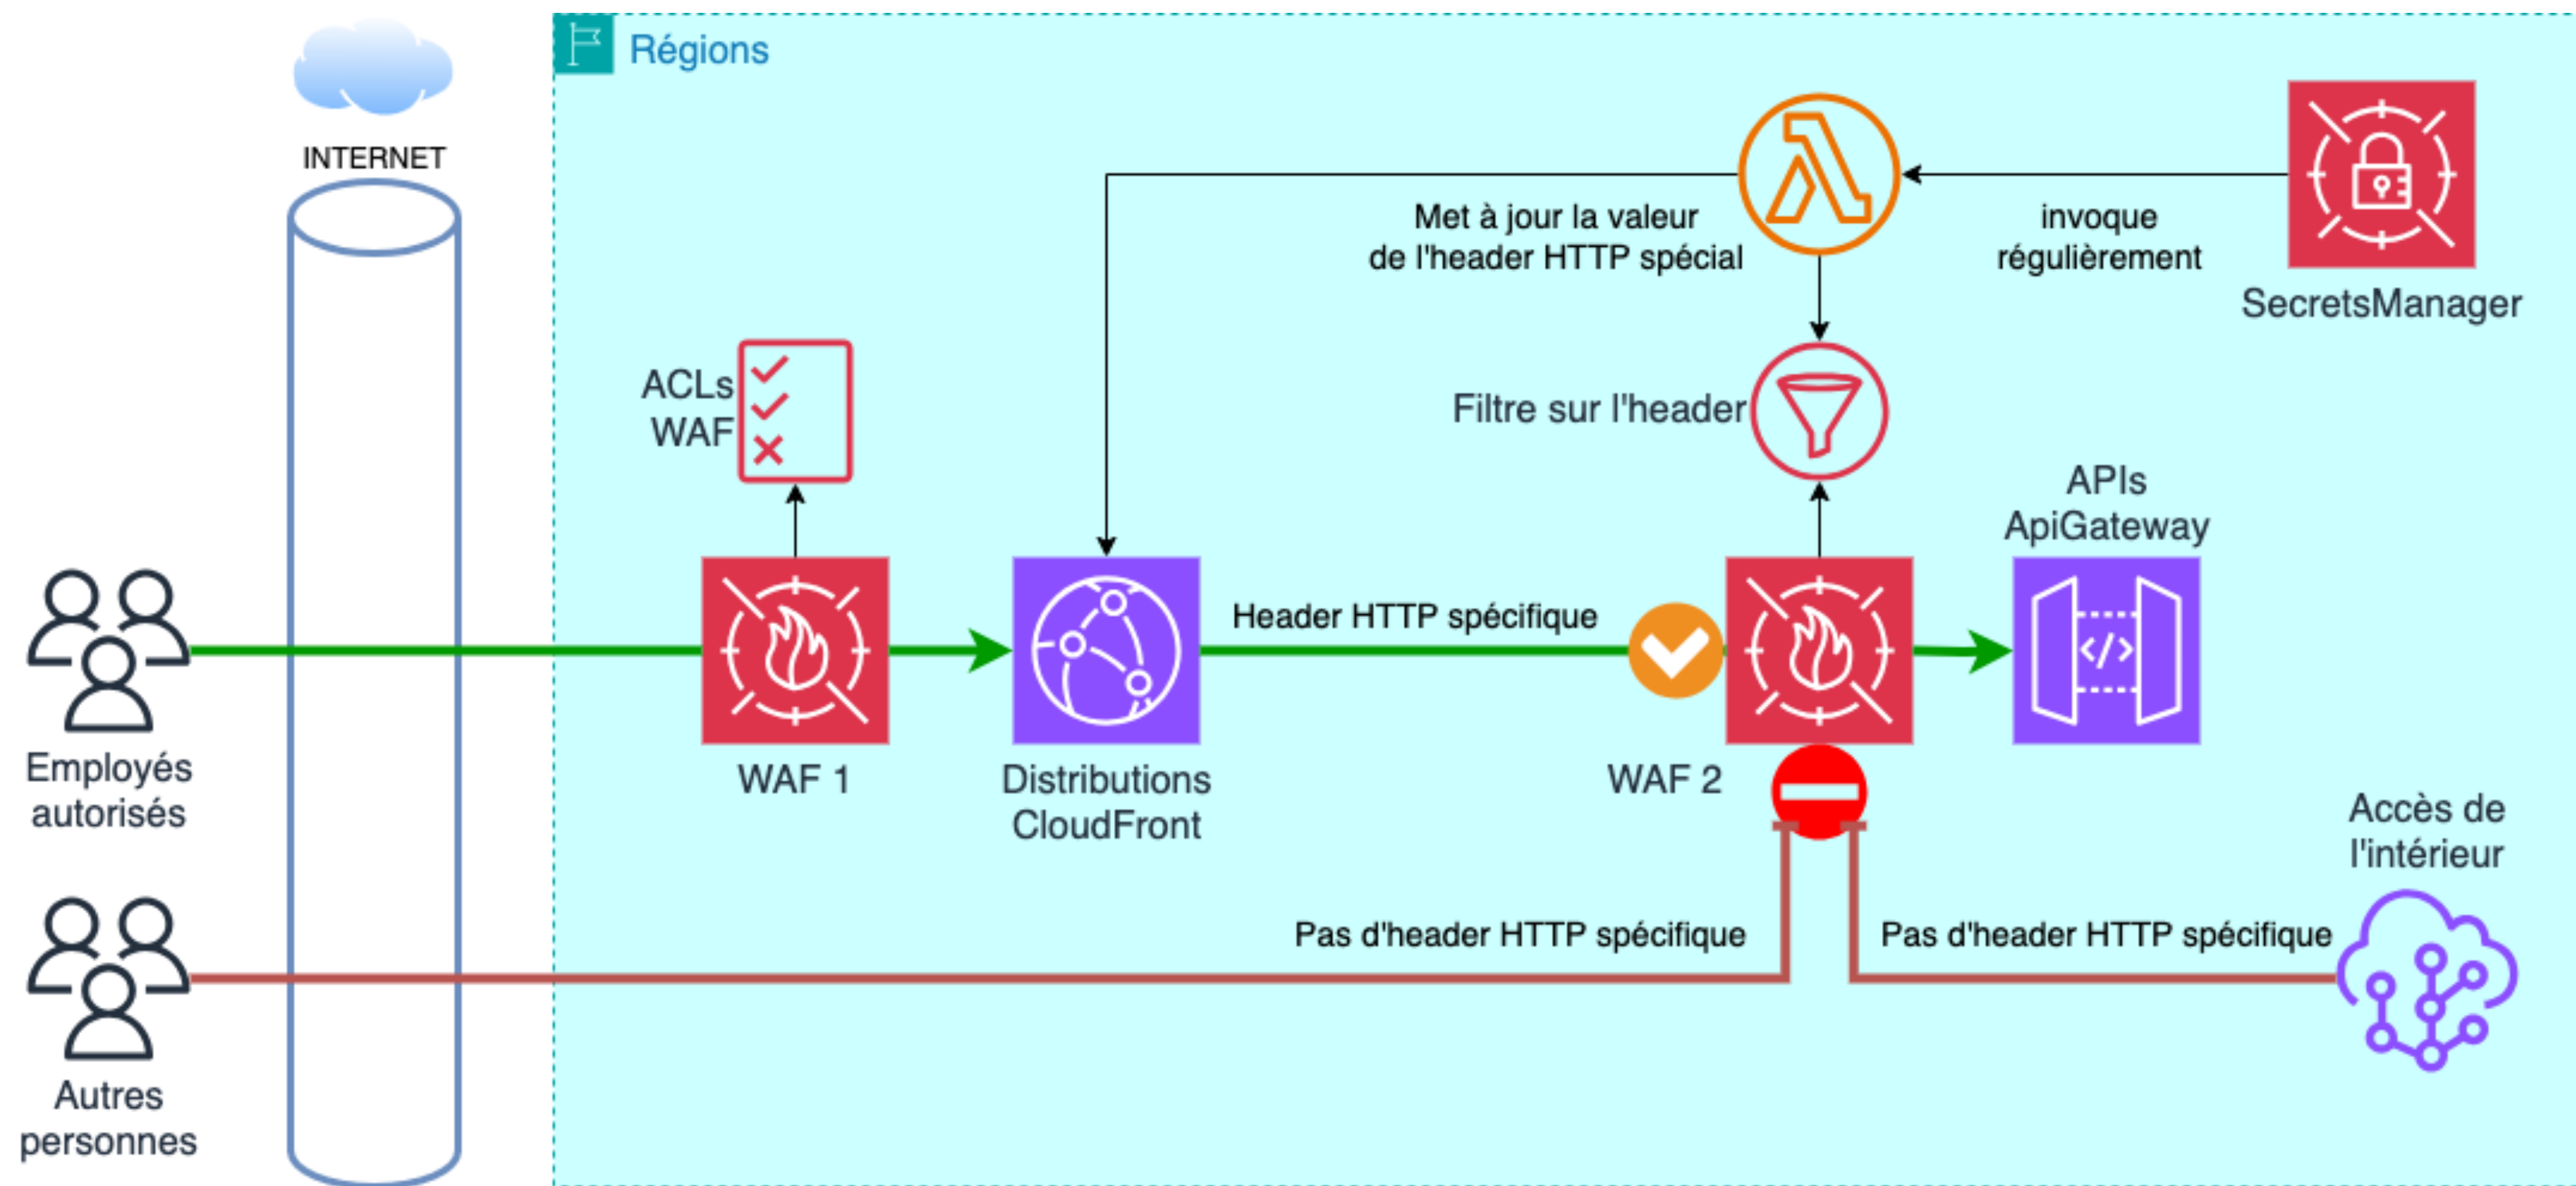 Régions
INTERNET
Met à jour la valeur
de l'header HTTP spécial
invoque
régulièrement
SecretsManager
ACLs
WAF
Filtre sur l'header
APIs
ApiGateway
Header HTTP spécifique
</>
Employés
autorisés
WAF 1
Distributions
CloudFront
WAF 2
Accès de
l'intérieur
Pas d'header HTTP spécifique
Pas d'header HTTP spécifique
Autres
personnes